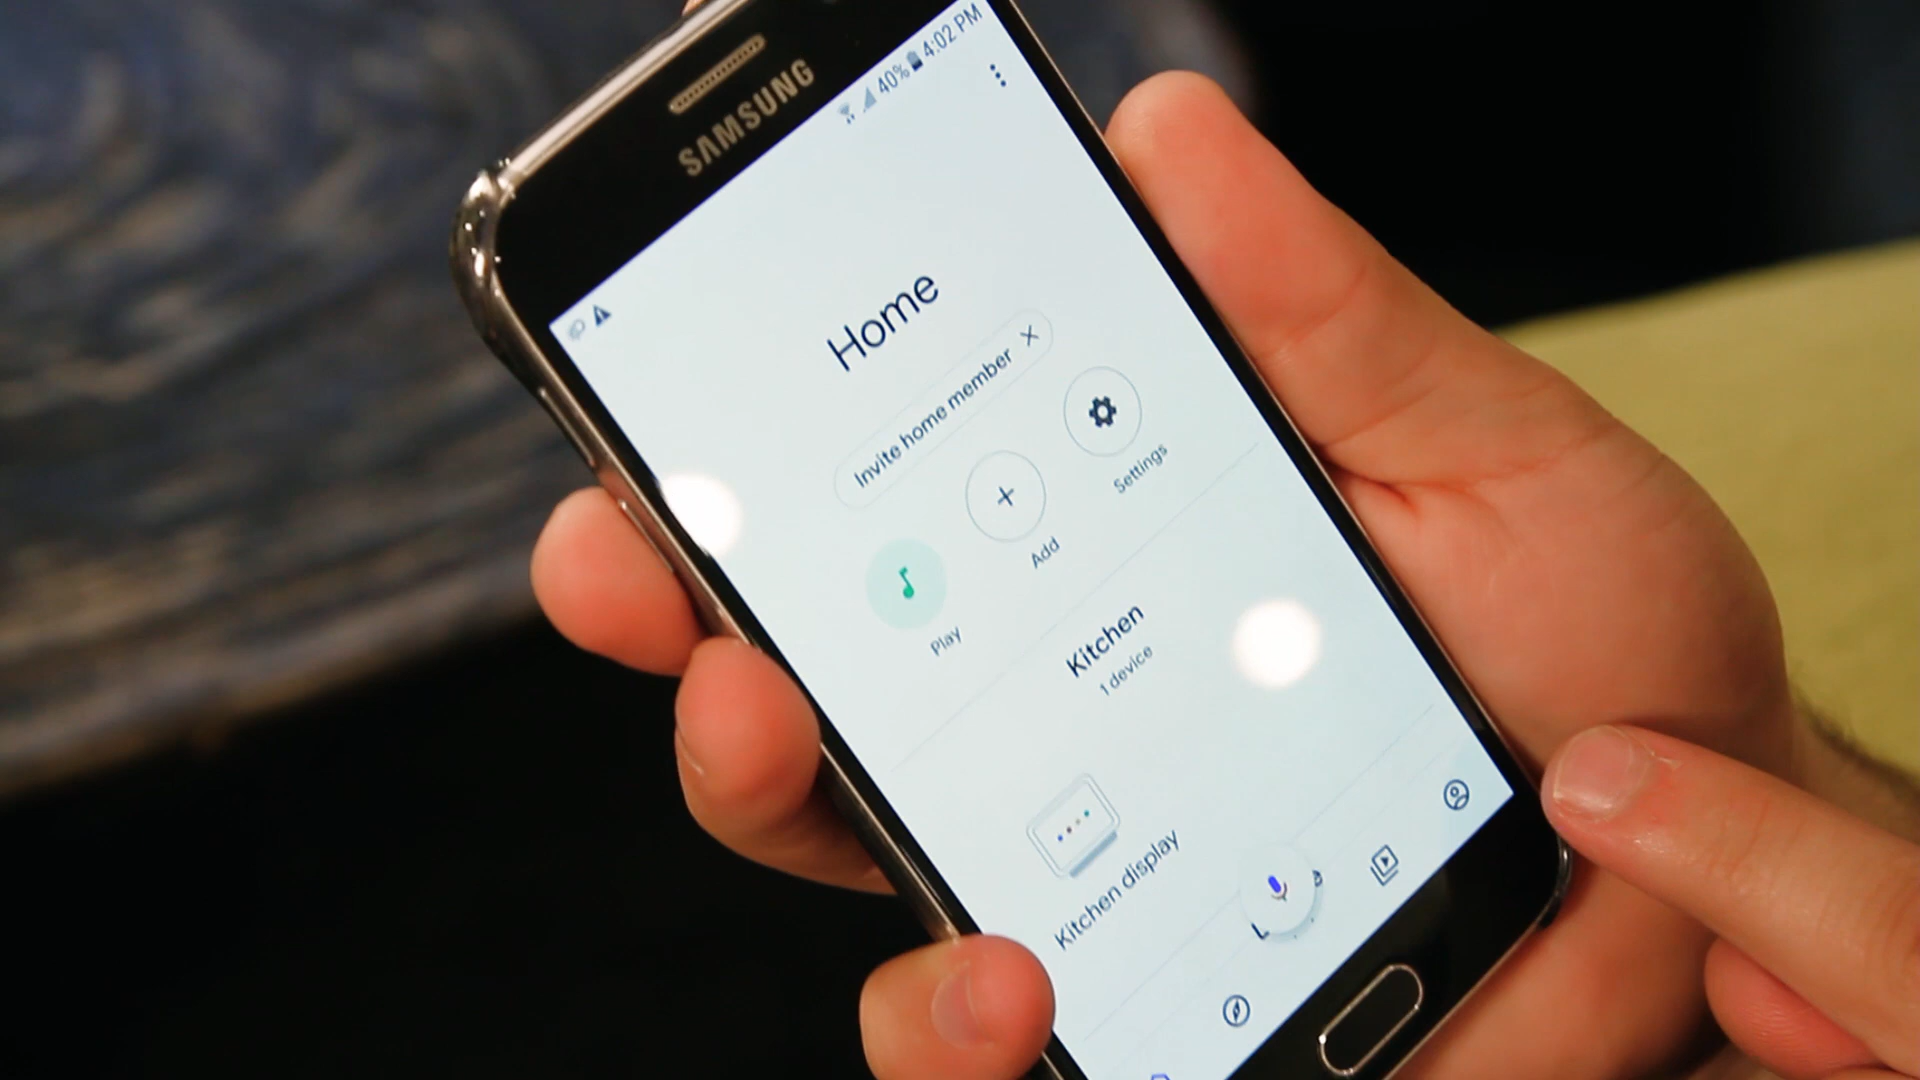 SAMSUNG
40% 4:02 PM
Home
Invite home member
Play
Add
Settings
Kitchen
1 device
Kitchen display